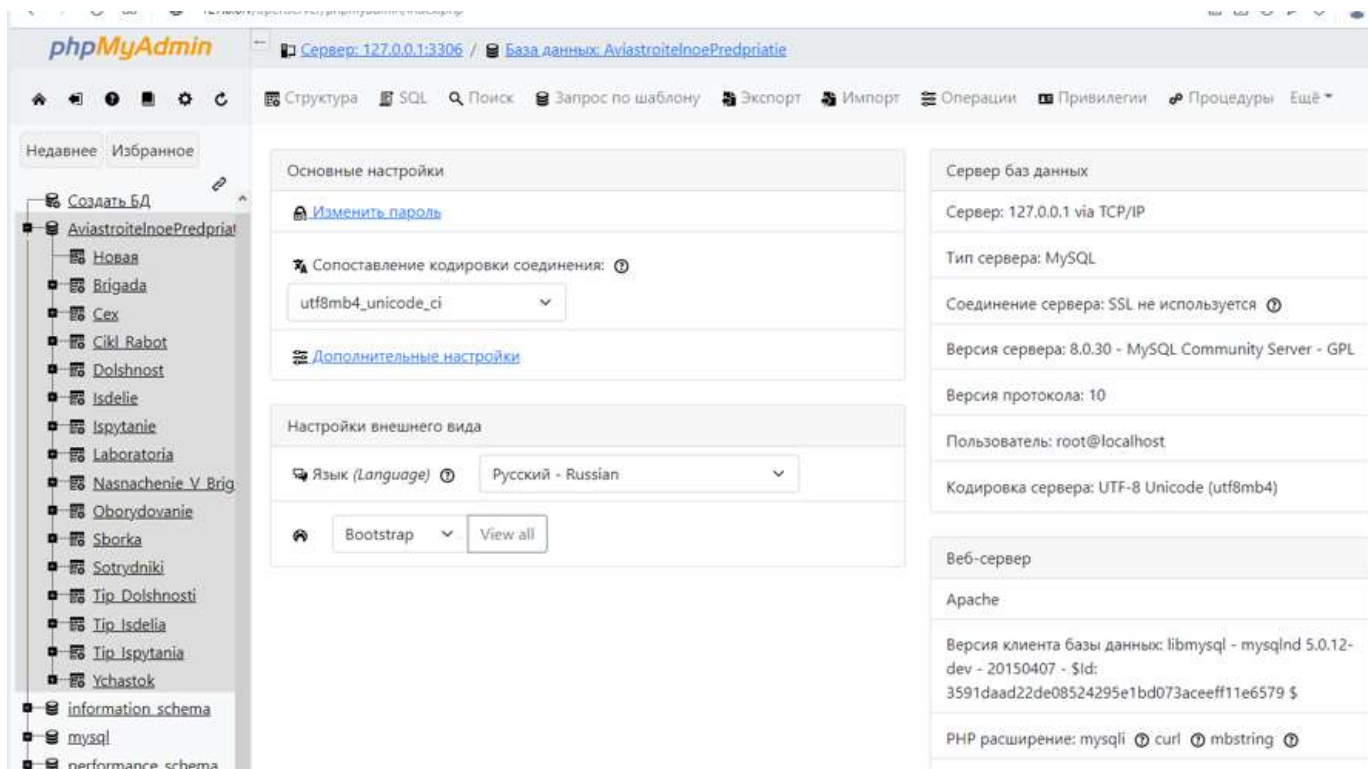 phpMyAdmin
Сервер: 127.0.0.1:3306 / База данных: AviastroitelnoePredpriatie
Структура SQL Поиск Запрос по шаблону Экспорт Импорт Операции Привилегии Процедуры Ещё
Недавнее Избранное
Создать БД
AviastroitelnoePredpriat
Новая
Brigada
Cex
Cikl Rabot
Dolshnost
Isdelie
Ispytanie
Laboratoria
Nasnachenie V Brig
Oborydovanie
Sborka
Sotrydniki
Tip Dolshnosti
Tip Isdelia
Tip Ispytania
Ychastok
information schema
mysql
performance schema
Основные настройки
Изменить пароль
Сопоставление кодировки соединения:
utf8mb4_unicode_ci
Дополнительные настройки
Настройки внешнего вида
Язык (Language) Русский - Russian
Bootstrap View all
Сервер баз данных
Сервер: 127.0.0.1 via TCP/IP
Тип сервера: MySQL
Соединение сервера: SSL не используется
Версия сервера: 8.0.30 - MySQL Community Server - GPL
Версия протокола: 10
Пользователь: root@localhost
Кодировка сервера: UTF-8 Unicode (utf8mb4)
Веб-сервер
Apache
Версия клиента базы данных: libmysql - mysqlnd 5.0.12-
dev - 20150407 - $Id:
3591daad22de08524295e1bd073aceeff11e6579 $
PHP расширение: mysqli curl mbstring